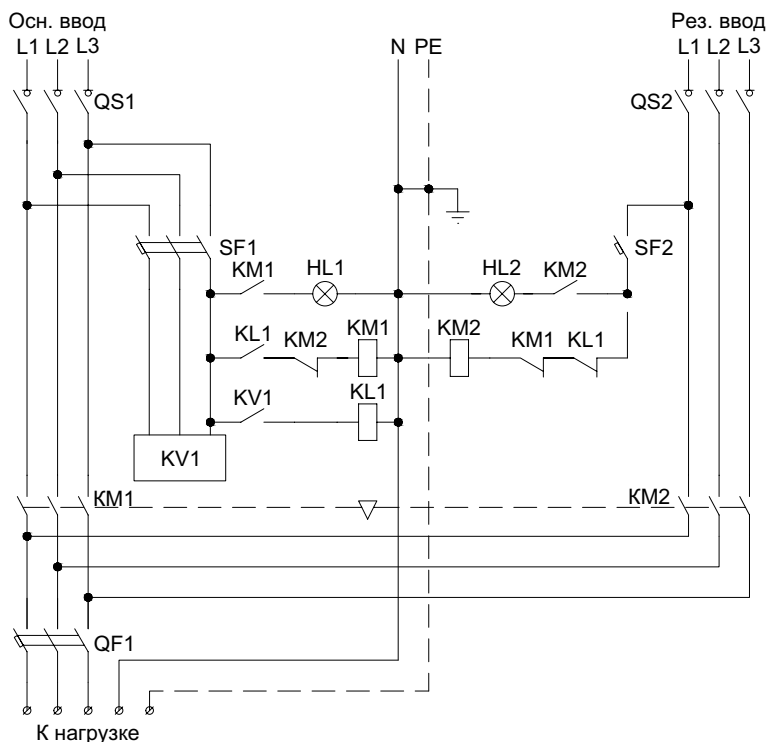 Осн. ввод
Рез. ввод
L1 L2 L3
N PE
L1 L2 L3
QS1
QS2
SF1
SF2
KM1
HL1
HL2
KM2
KL1
KM2
KM1
KM2
KM1
KL1
KV1
KL1
KV1
KM1
KM2
QF1
К нагрузке